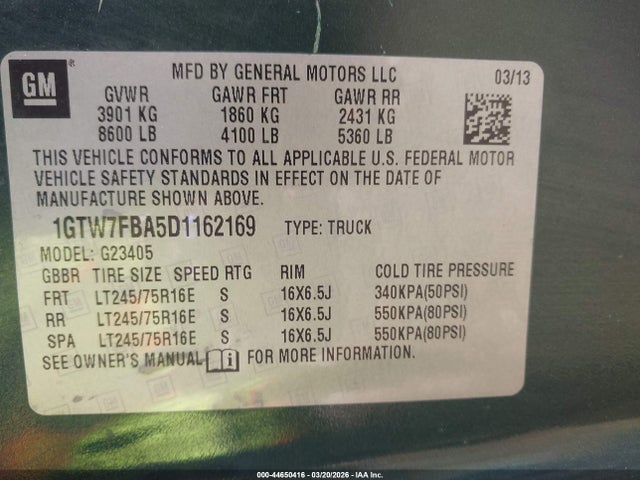 GM ®
MFD BY GENERAL MOTORS LLC 03/13
GVWR GAWR FRT GAWR RR
3901 KG 1860 KG 2431 KG
8600 LB 4100 LB 5360 LB
THIS VEHICLE CONFORMS TO ALL APPLICABLE U.S. FEDERAL MOTOR
VEHICLE SAFETY STANDARDS IN EFFECT ON THE DATE OF
MANUFACTURE SHOWN ABOVE.
1GTW7FBA5D1162169 TYPE: TRUCK
MODEL: G23405
GBBR TIRE SIZE SPEED RTG RIM COLD TIRE PRESSURE
FRT LT245/75R16E S 16X6.5J 340KPA(50PSI)
RR LT245/75R16E S 16X6.5J 550KPA(80PSI)
SPA LT245/75R16E S 16X6.5J 550KPA(80PSI)
SEE OWNER'S MANUAL FOR MORE INFORMATION.
000-44650416 - 03/20/2026 - IAA Inc.